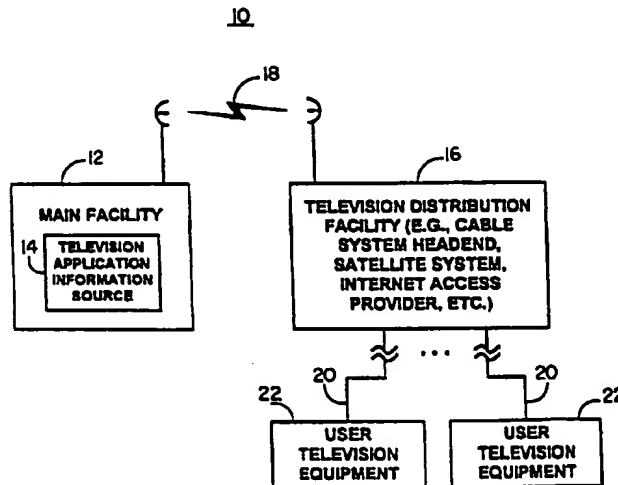 10
18
12
16
MAIN FACILITY
14
TELEVISION
APPLICATION
INFORMATION
SOURCE
TELEVISION DISTRIBUTION
FACILITY (E.G., CABLE
SYSTEM HEADEND,
SATELLITE SYSTEM,
INTERNET ACCESS
PROVIDER, ETC.)
...
20
20
22
22
USER
TELEVISION
EQUIPMENT
USER
TELEVISION
EQUIPMENT